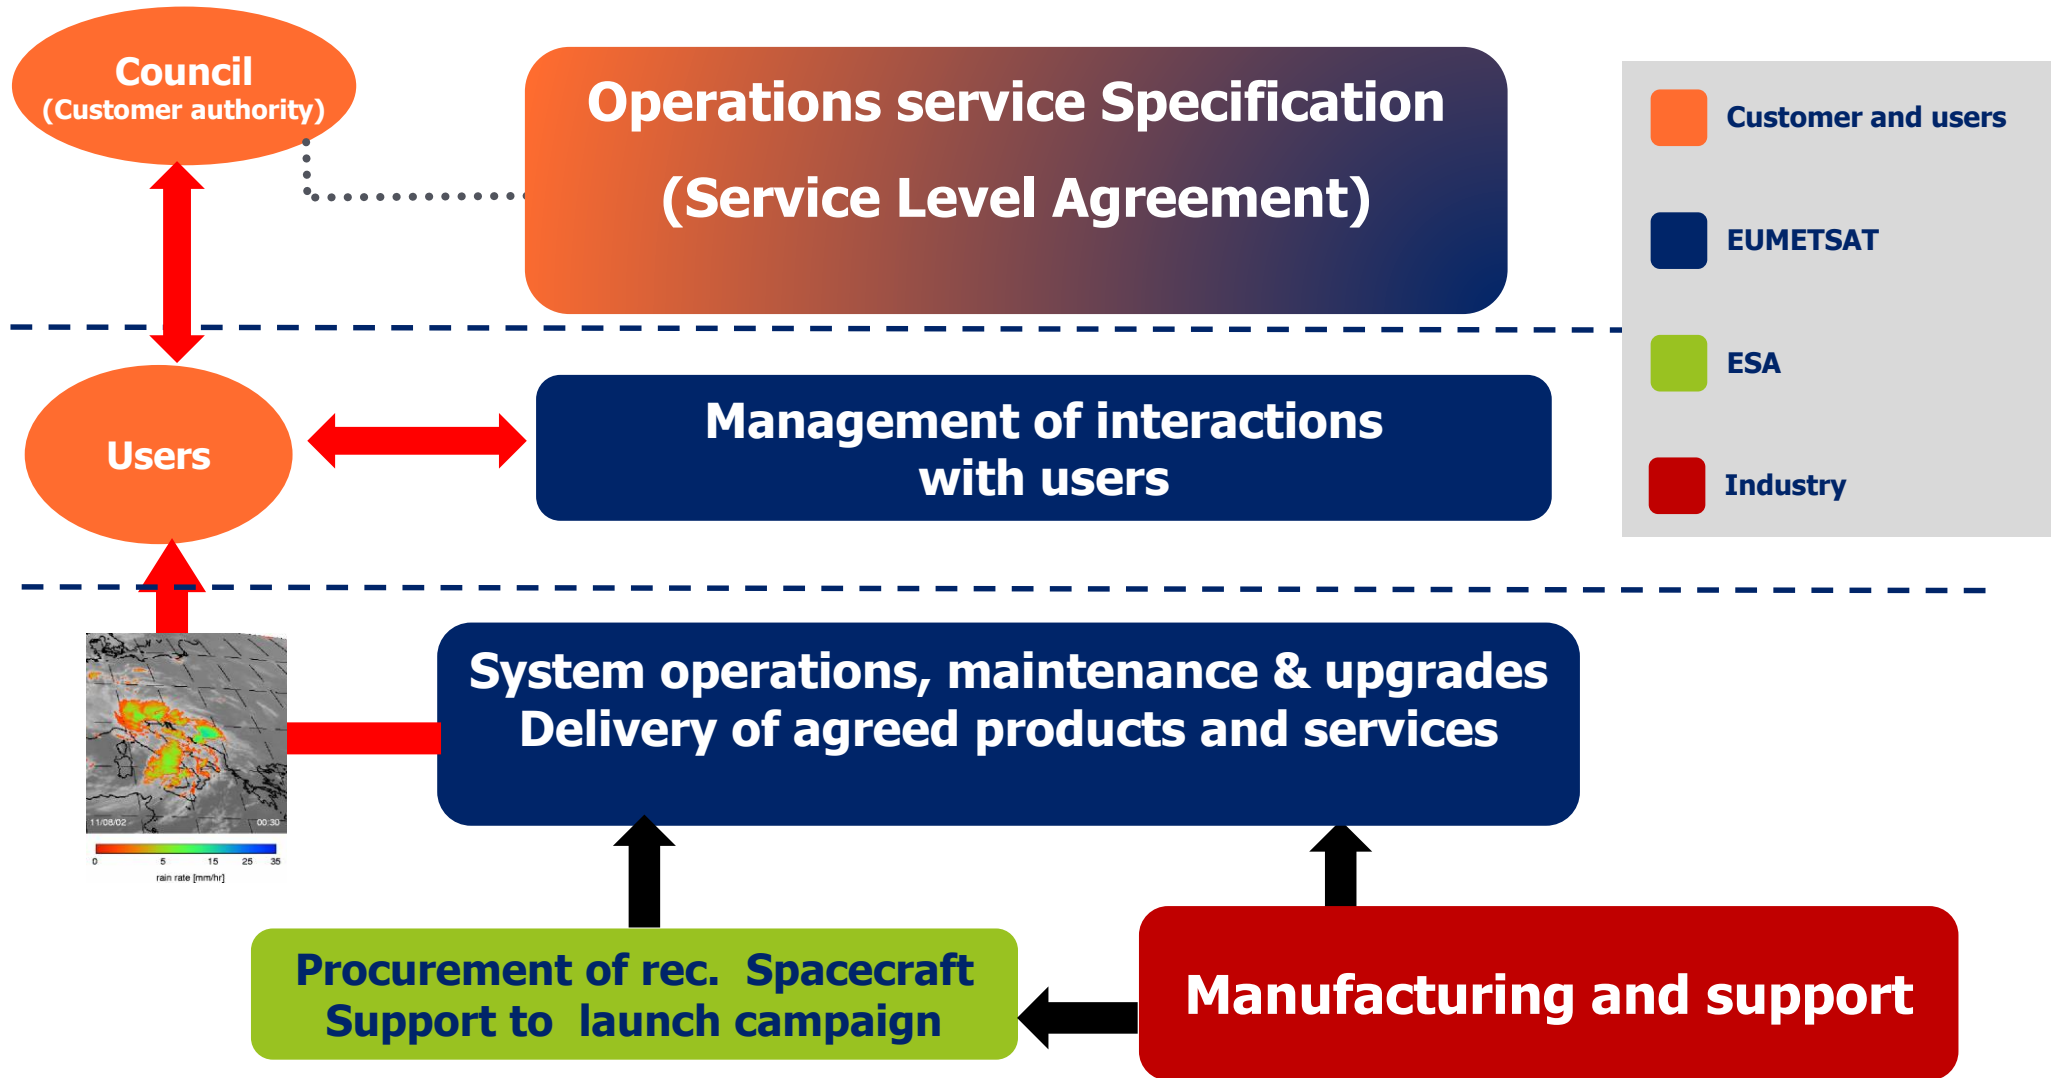 Council
(Customer authority)
Operations service Specification
(Service Level Agreement)
Customer and users
EUMETSAT
ESA
Industry
Users
Management of interactions
with users
System operations, maintenance & upgrades
Delivery of agreed products and services
11/08/02 00:30
0 5 15 25 35
rain rate [mm/hr]
Procurement of rec. Spacecraft
Support to launch campaign
Manufacturing and support